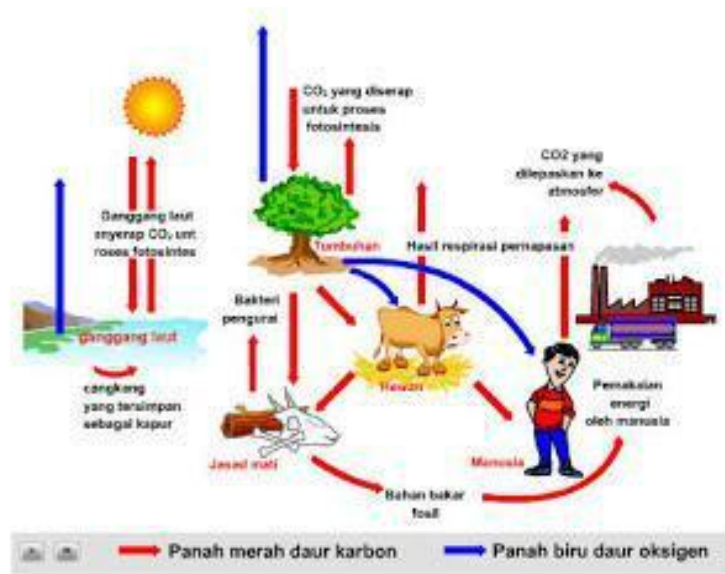 CO₂ yang diserap
untuk proses
fotosintesis
CO2 yang
dilepaskan ke
atmosfer
Ganggang laut
enyerap CO₂ unt
roses fotosintes
Tumbuhan
Hasil respirasi pernapasan
Bakteri
pengurai
ganggang laut
Hewan
cangkang
yang tersimpan
sebagai kapur
Pemakaian
energi
oleh manusia
Jasad mati
Manusia
Bahan bakar
fosil
Panah merah daur karbon
Panah biru daur oksigen